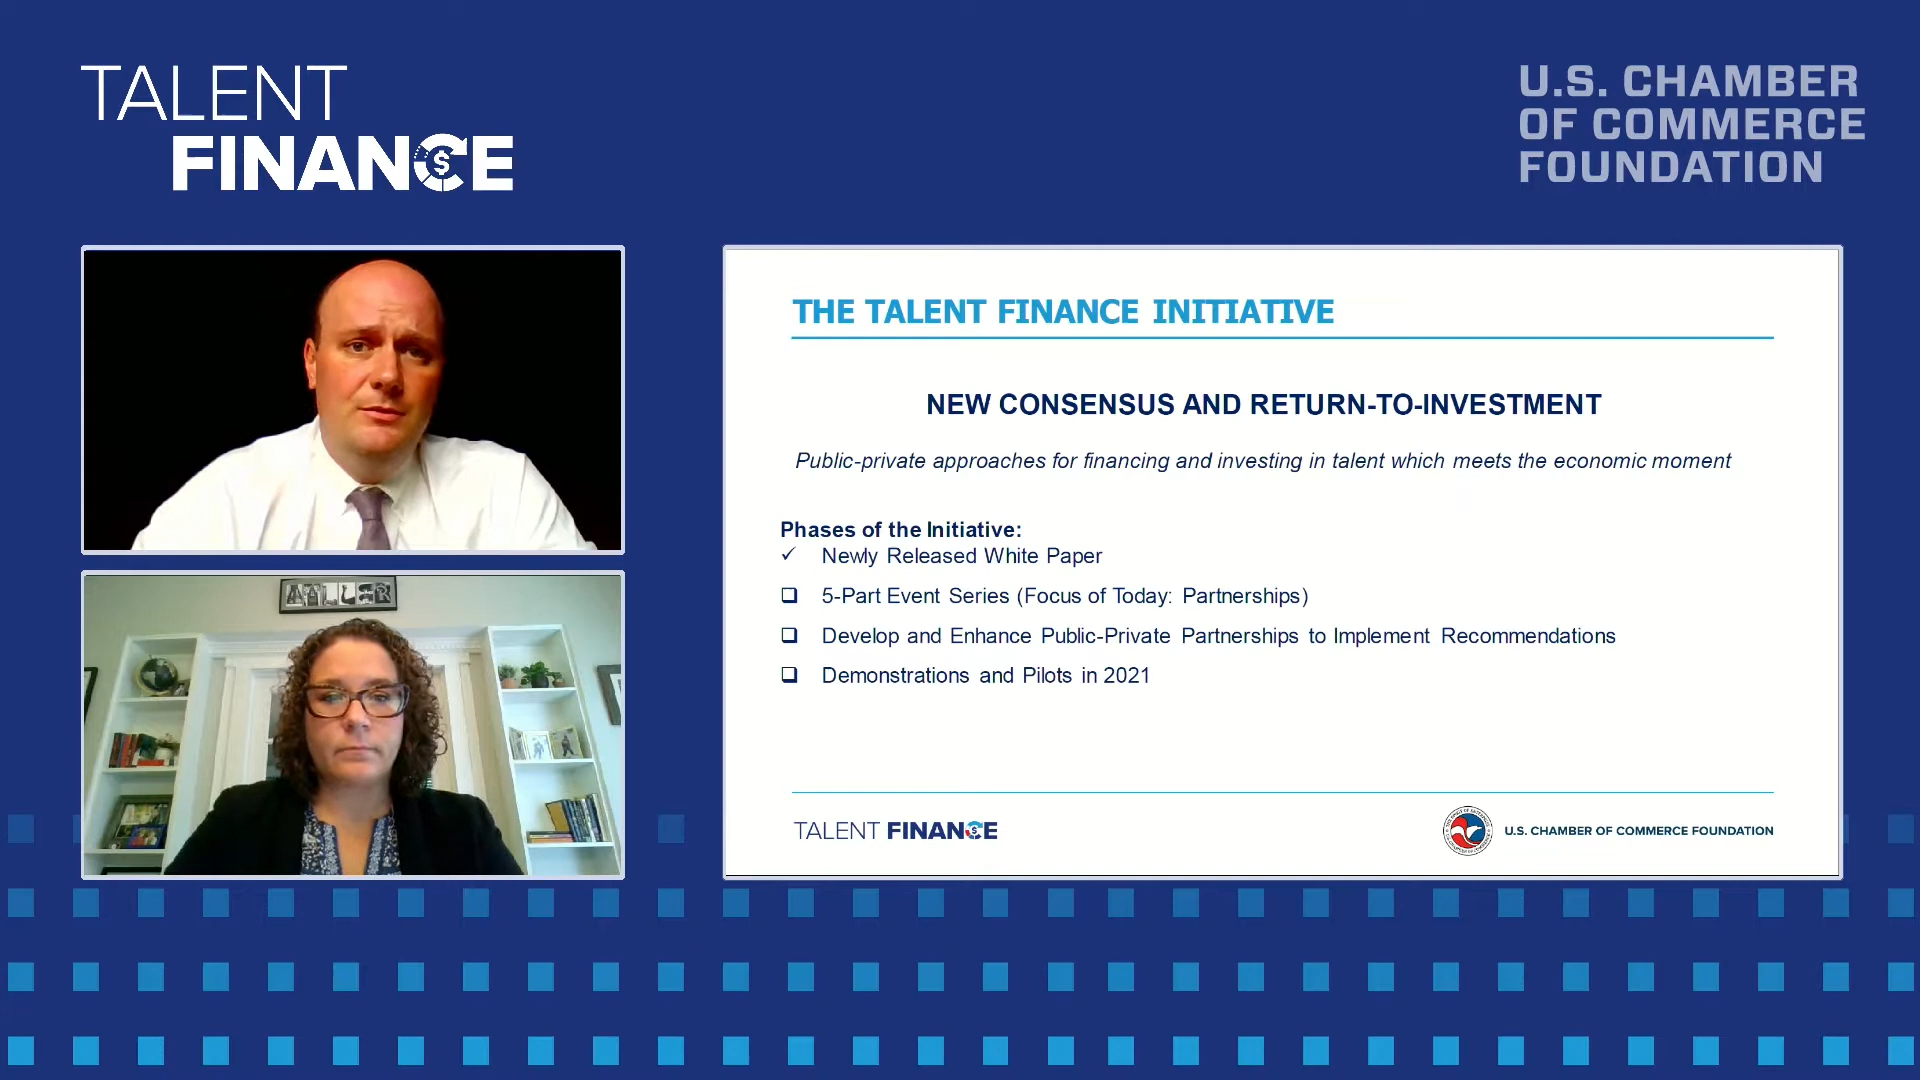 TALENT
FINANCE
U.S. CHAMBER
OF COMMERCE
FOUNDATION
THE TALENT FINANCE INITIATIVE
NEW CONSENSUS AND RETURN-TO-INVESTMENT
Public-private approaches for financing and investing in talent which meets the economic moment
Phases of the Initiative:
✓ Newly Released White Paper
❑ 5-Part Event Series (Focus of Today: Partnerships)
❑ Develop and Enhance Public-Private Partnerships to Implement Recommendations
❑ Demonstrations and Pilots in 2021
TALENT FINANCE
U.S. CHAMBER OF COMMERCE FOUNDATION